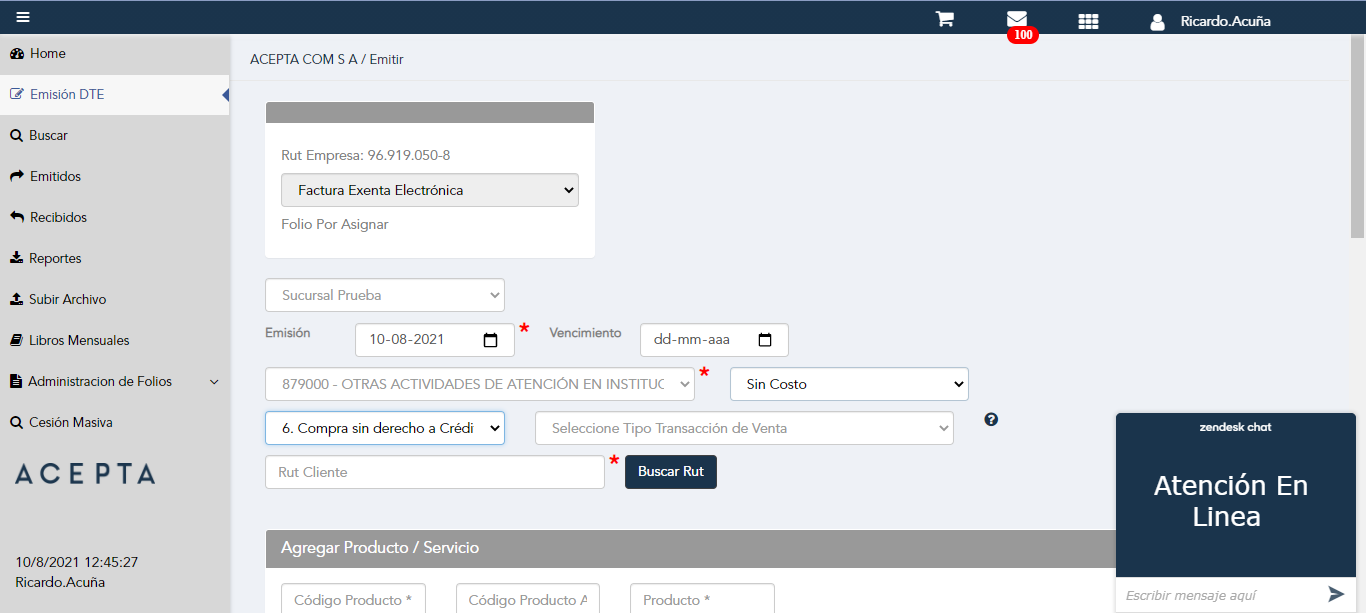 Ricardo.Acuña
100
Home
Emisión DTE
Buscar
Emitidos
Recibidos
Reportes
Subir Archivo
Libros Mensuales
Administracion de Folios
Cesión Masiva
ACEPTA
10/8/2021 12:45:27
Ricardo.Acuña
ACEPTA COM S A / Emitir
Rut Empresa: 96.919.050-8
Factura Exenta Electrónica
Folio Por Asignar
Sucursal Prueba
Emisión 10-08-2021 * Vencimiento dd-mm-aaa
879000 - OTRAS ACTIVIDADES DE ATENCIÓN EN INSTITUC * Sin Costo
6. Compra sin derecho a Crédi Seleccione Tipo Transacción de Venta ?
Rut Cliente * Buscar Rut
Agregar Producto / Servicio
Código Producto * Código Producto A Producto *
zendesk chat
Atención En
Linea
Escribir mensaje aquí